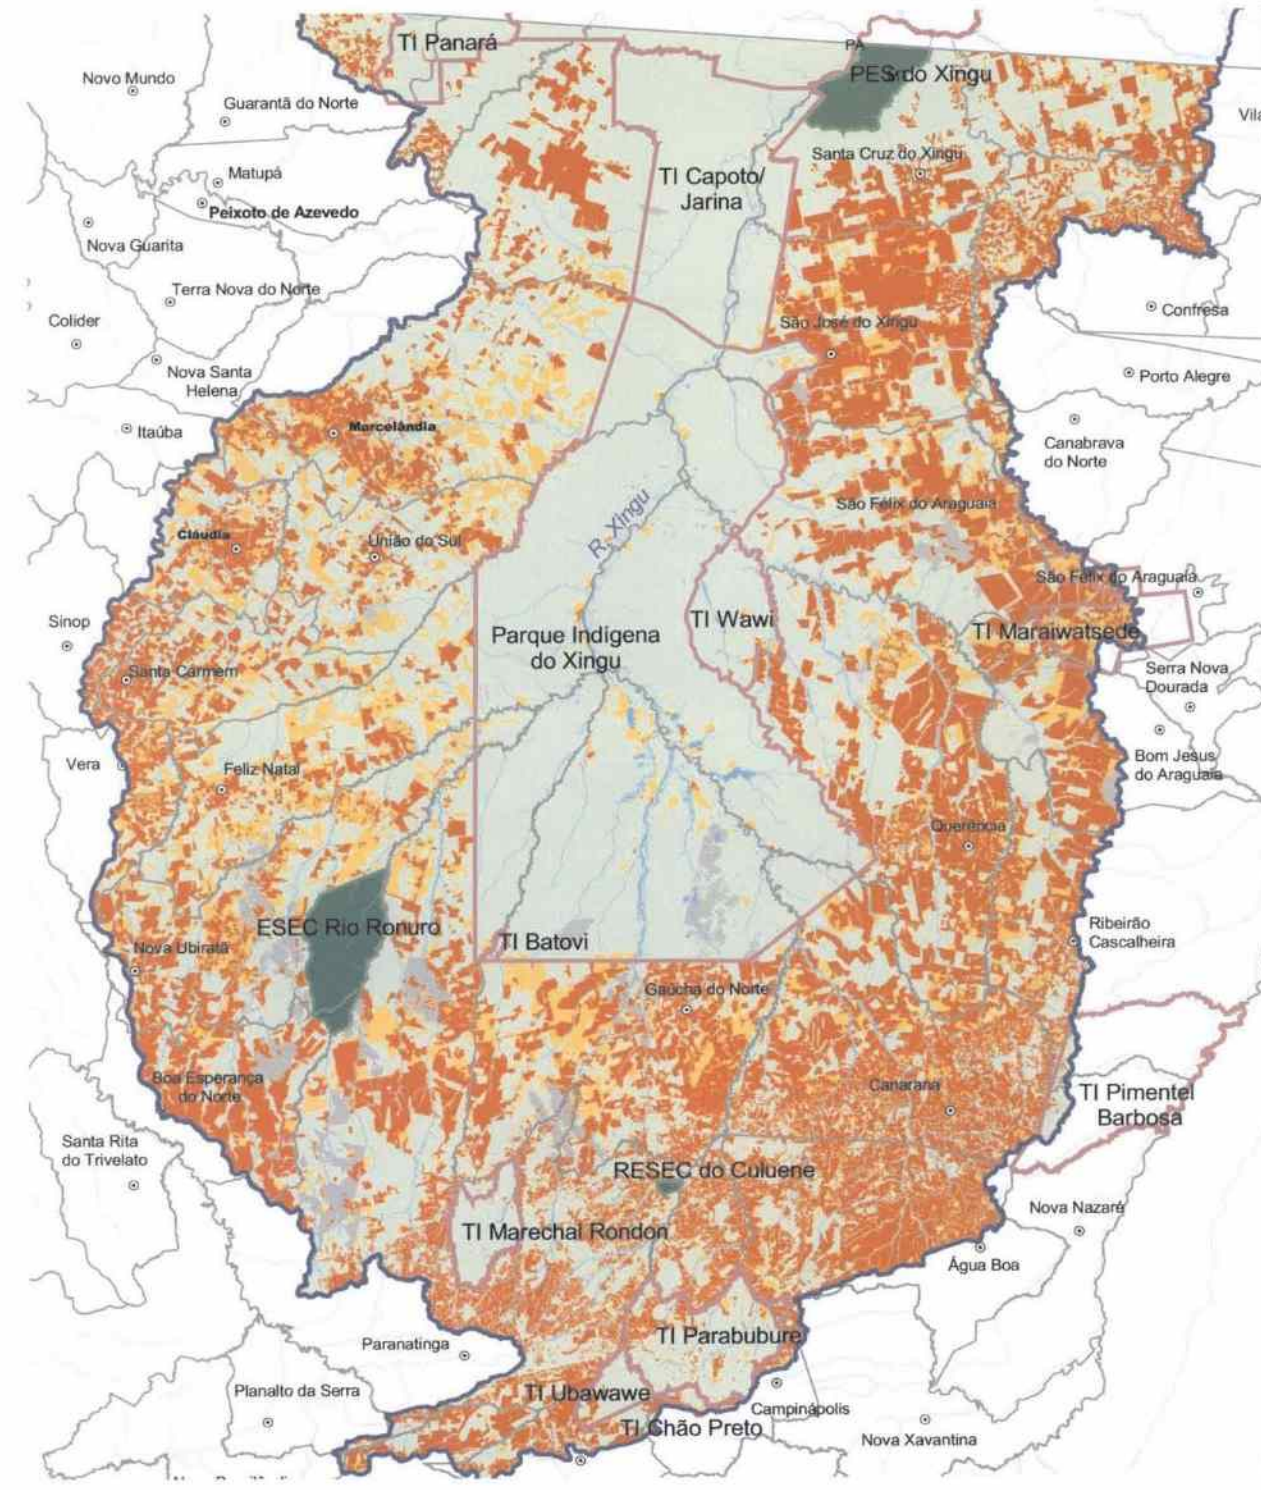 TI Panará
PA
PES do Xingu
Novo Mundo
Guarantã do Norte
Vila
Santa Cruz do Xingu
Matupá
TI Capoto/
Jarina
Peixoto de Azevedo
Nova Guarita
Terra Nova do Norte
Confresa
Colider
São José do Xingu
Nova Santa
Helena
Porto Alegre
Itaúba
Marcelândia
Canabrava
do Norte
São Félix do Araguaia
R. Xingu
Cláudia
União do Sul
São Félix do Araguaia
Sinop
TI Wawi
Parque Indígena
do Xingu
TI Maraiwatsede
Santa Cármem
Serra Nova
Dourada
Vera
Feliz Natal
Bom Jesus
do Araguaia
Querência
ESEC Rio Ronuro
TI Batovi
Nova Ubiratã
Ribeirão
Cascalheira
Gaúcha do Norte
Boa Esperança
do Norte
Canarana
TI Pimentel
Barbosa
Santa Rita
do Trivelato
RESEC do Culuene
Nova Nazaré
TI Marechal Rondon
Água Boa
Paranatinga
TI Parabubure
Planalto da Serra
TI Ubawawe
Campinápolis
TI Chão Preto
Nova Xavantina